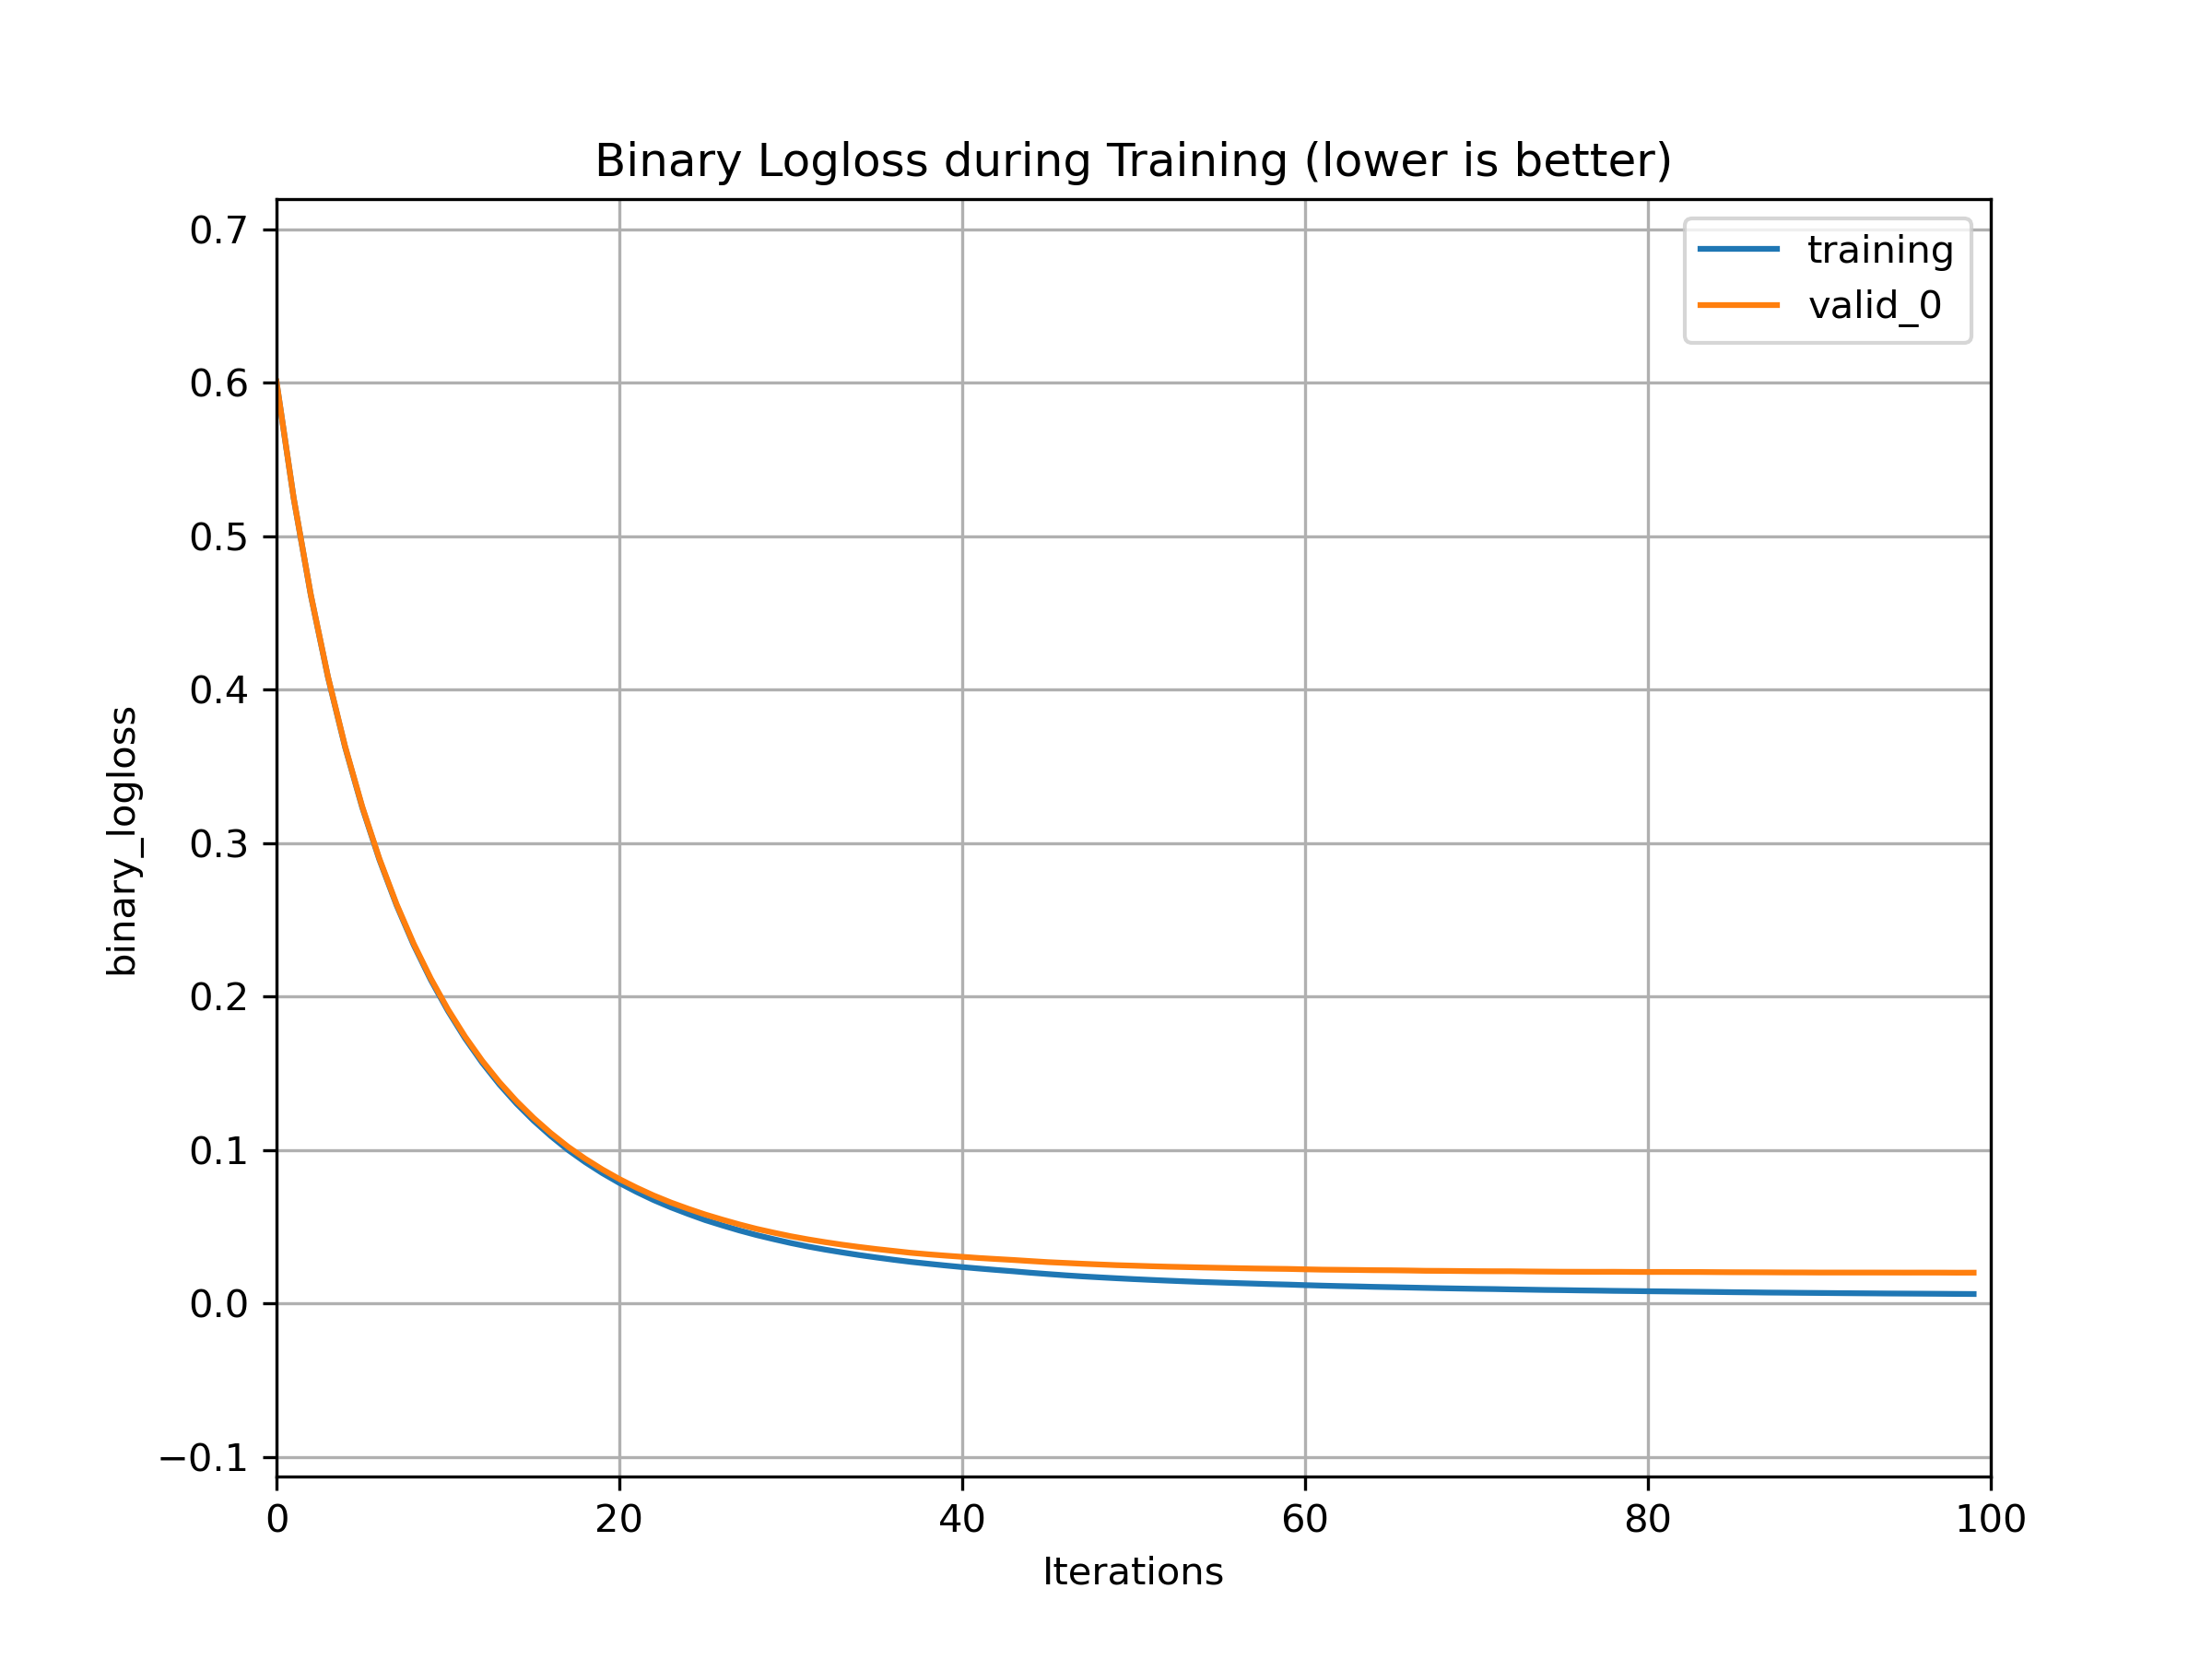 Binary Logloss during Training (lower is better)
training
valid_0
0.7
0.6
0.5
0.4
0.3
0.2
0.1
0.0
−0.1
binary_logloss
0 20 40 60 80 100
Iterations